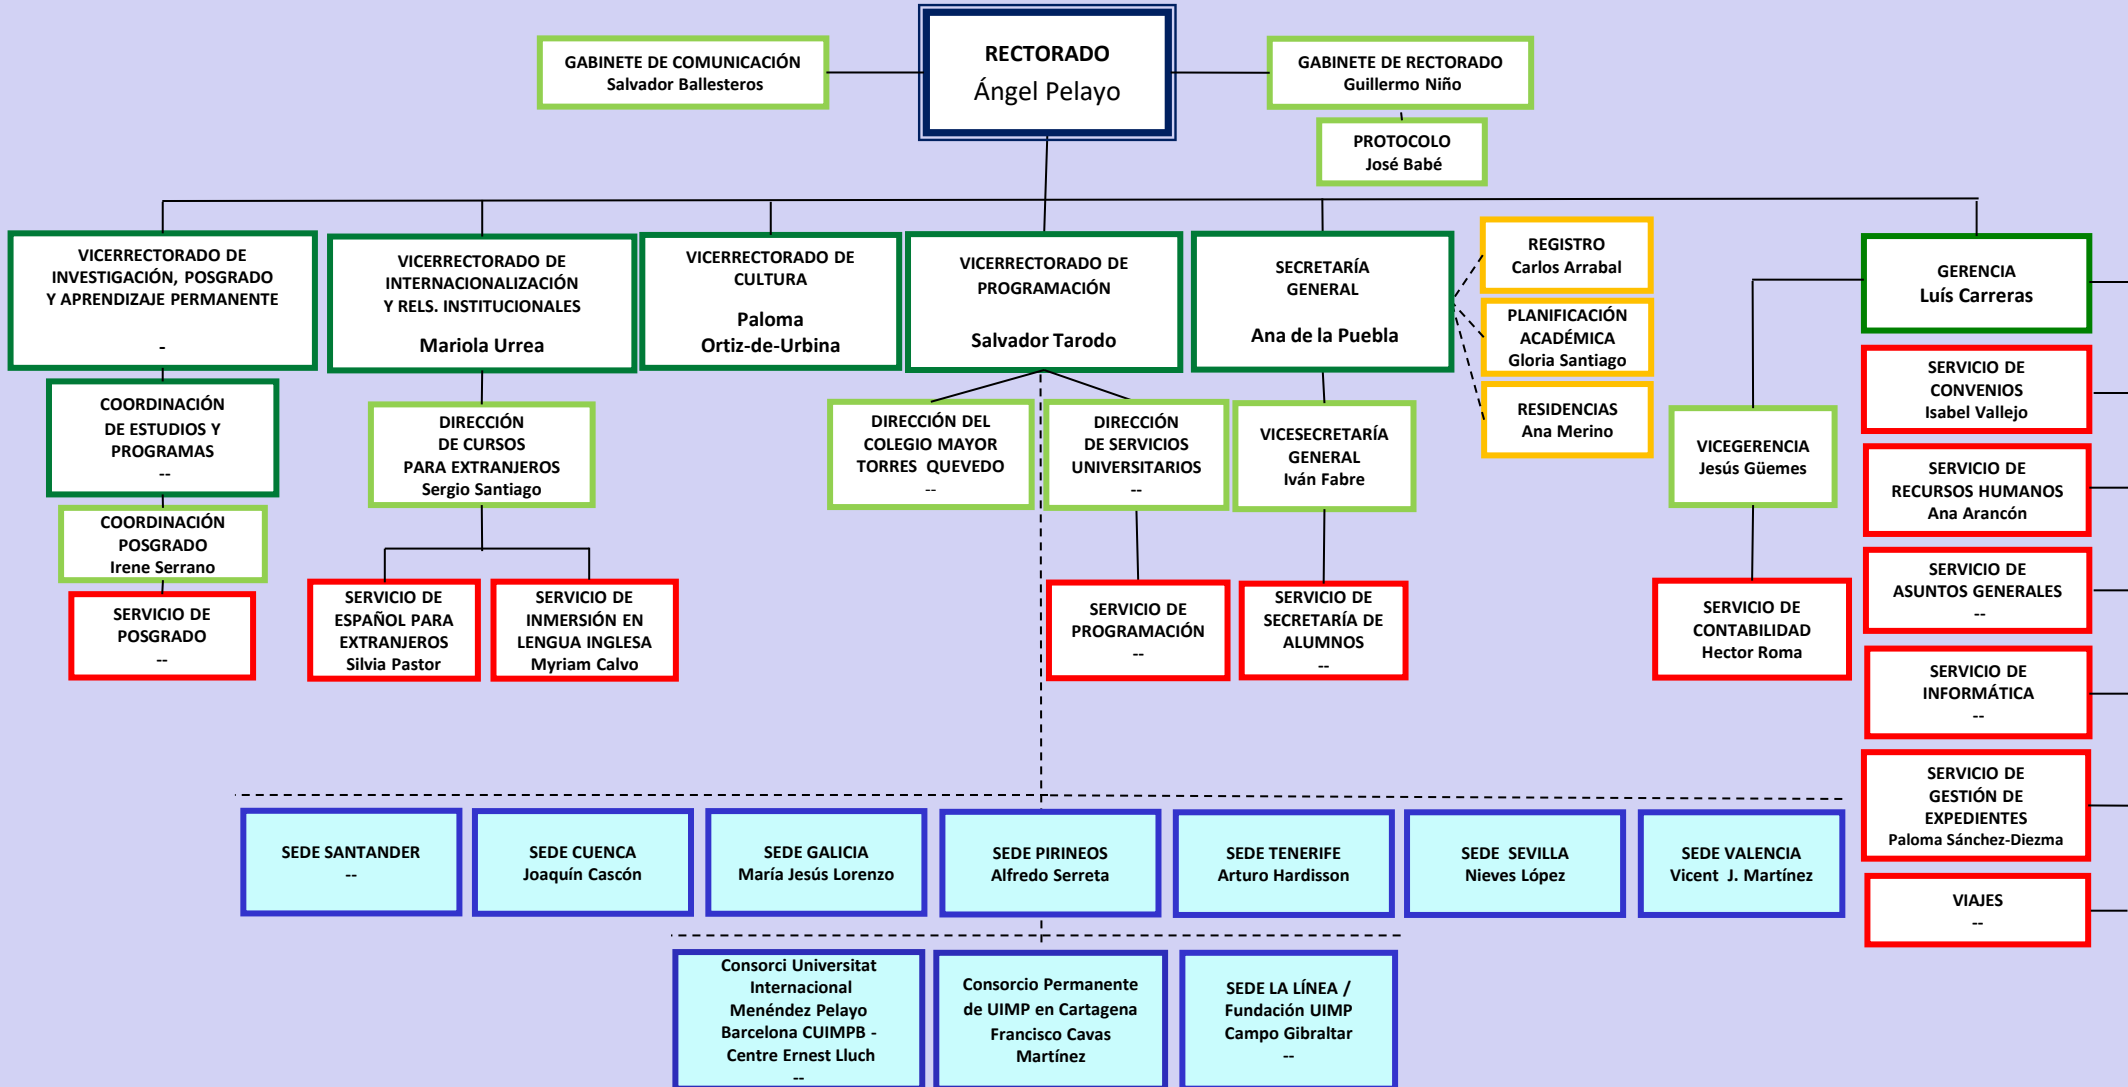 RECTORADO
Ángel Pelayo
GABINETE DE COMUNICACIÓN
Salvador Ballesteros
GABINETE DE RECTORADO
Guillermo Niño
PROTOCOLO
José Babé
VICERRECTORADO DE
INVESTIGACIÓN, POSGRADO
Y APRENDIZAJE PERMANENTE
-
VICERRECTORADO DE
INTERNACIONALIZACIÓN
Y RELS. INSTITUCIONALES
Mariola Urrea
VICERRECTORADO DE
CULTURA
Paloma
Ortiz-de-Urbina
VICERRECTORADO DE
PROGRAMACIÓN
Salvador Tarodo
SECRETARÍA
GENERAL
Ana de la Puebla
REGISTRO
Carlos Arrabal
PLANIFICACIÓN
ACADÉMICA
Gloria Santiago
RESIDENCIAS
Ana Merino
GERENCIA
Luís Carreras
COORDINACIÓN
DE ESTUDIOS Y
PROGRAMAS
--
COORDINACIÓN
POSGRADO
Irene Serrano
SERVICIO DE
POSGRADO
--
DIRECCIÓN
DE CURSOS
PARA EXTRANJEROS
Sergio Santiago
SERVICIO DE
ESPAÑOL PARA
EXTRANJEROS
Silvia Pastor
SERVICIO DE
INMERSIÓN EN
LENGUA INGLESA
Myriam Calvo
DIRECCIÓN DEL
COLEGIO MAYOR
TORRES QUEVEDO
--
DIRECCIÓN
DE SERVICIOS
UNIVERSITARIOS
--
SERVICIO DE
PROGRAMACIÓN
--
VICESECRETARÍA
GENERAL
Iván Fabre
SERVICIO DE
SECRETARÍA DE
ALUMNOS
--
VICEGERENCIA
Jesús Güemes
SERVICIO DE
CONTABILIDAD
Hector Roma
SERVICIO DE
CONVENIOS
Isabel Vallejo
SERVICIO DE
RECURSOS HUMANOS
Ana Arancón
SERVICIO DE
ASUNTOS GENERALES
--
SERVICIO DE
INFORMÁTICA
--
SERVICIO DE
GESTIÓN DE
EXPEDIENTES
Paloma Sánchez-Diezma
VIAJES
--
SEDE SANTANDER
--
SEDE CUENCA
Joaquín Cascón
SEDE GALICIA
María Jesús Lorenzo
SEDE PIRINEOS
Alfredo Serreta
SEDE TENERIFE
Arturo Hardisson
SEDE SEVILLA
Nieves López
SEDE VALENCIA
Vicent J. Martínez
Consorci Universitat
Internacional
Menéndez Pelayo
Barcelona CUIMPB -
Centre Ernest Lluch
--
Consorcio Permanente
de UIMP en Cartagena
Francisco Cavas
Martínez
SEDE LA LÍNEA /
Fundación UIMP
Campo Gibraltar
--